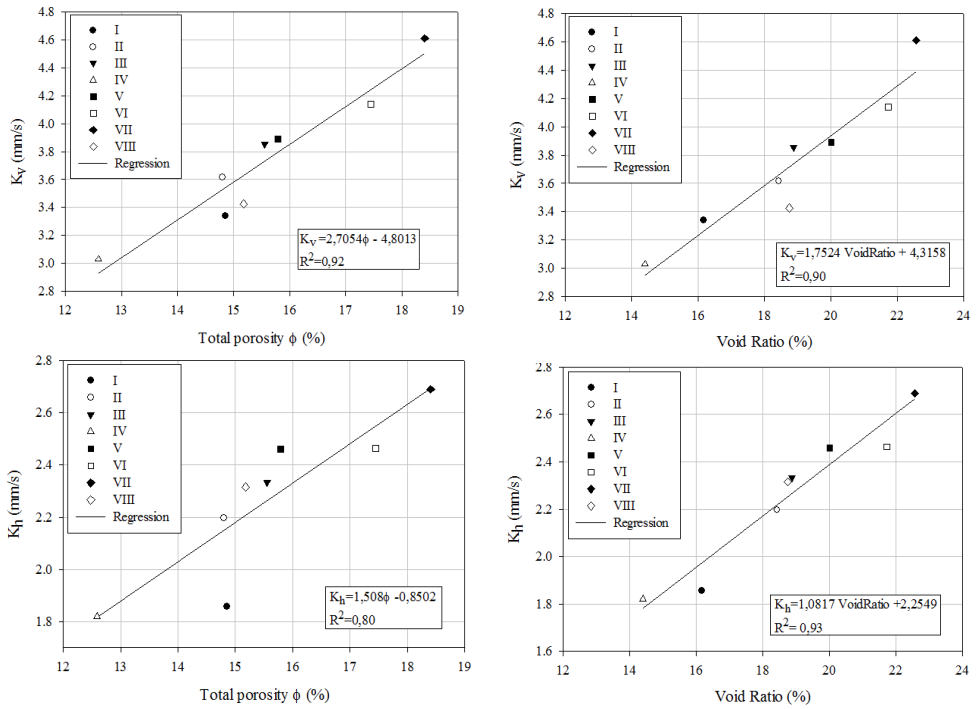 4.8
4.6
4.4
4.2
4.0
3.8
3.6
3.4
3.2
3.0
2.8
K_v (mm/s)
I
II
III
IV
V
VI
VII
VIII
Regression
K_v =2,7054ϕ - 4,8013
R²=0,92
12 13 14 15 16 17 18 19
Total porosity ϕ (%)
4.8
4.6
4.4
4.2
4.0
3.8
3.6
3.4
3.2
3.0
2.8
K_v (mm/s)
I
II
III
IV
V
VI
VII
VIII
Regression
K_v=1,7524 VoidRatio + 4,3158
R²=0,90
12 14 16 18 20 22 24
Void Ratio (%)
2.8
2.6
2.4
2.2
2.0
1.8
K_h (mm/s)
I
II
III
IV
V
VI
VII
VIII
Regression
K_h=1,508ϕ -0,8502
R²=0,80
12 13 14 15 16 17 18 19
Total porosity ϕ (%)
2.8
2.6
2.4
2.2
2.0
1.8
1.6
K_h (mm/s)
I
II
III
IV
V
VI
VII
VIII
Regression
K_h=1,0817 VoidRatio +2,2549
R²= 0,93
12 14 16 18 20 22 24
Void Ratio (%)